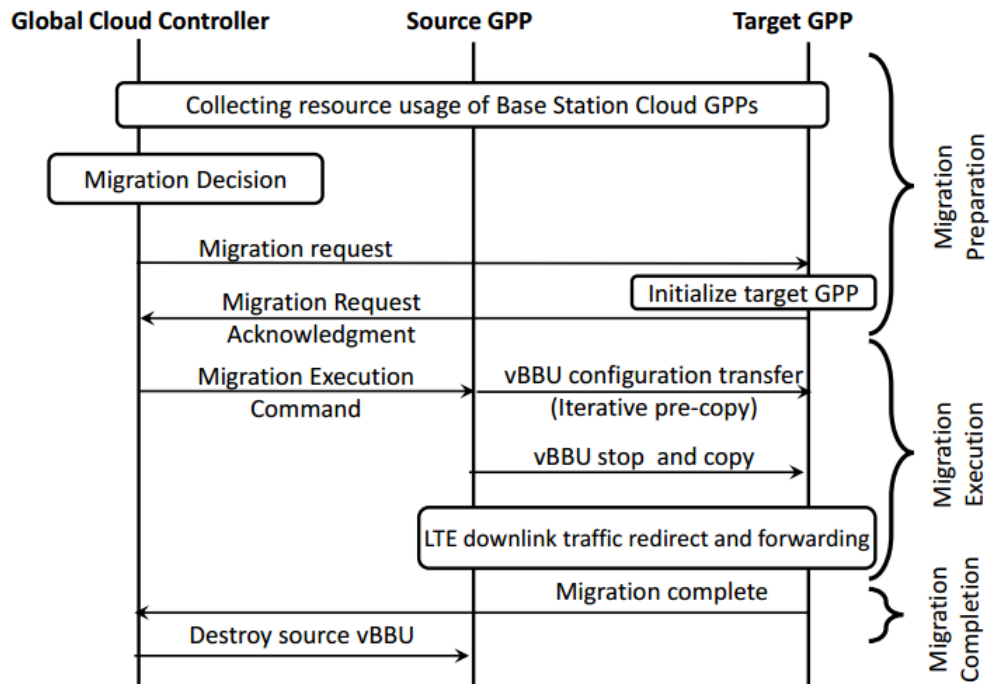 Global Cloud Controller
Source GPP
Target GPP
Collecting resource usage of Base Station Cloud GPPs
Migration Decision
Migration request
Initialize target GPP
Migration Request
Acknowledgment
Migration
Preparation
Migration Execution
Command
vBBU configuration transfer
(Iterative pre-copy)
vBBU stop and copy
LTE downlink traffic redirect and forwarding
Migration
Execution
Migration complete
Destroy source vBBU
Migration
Completion